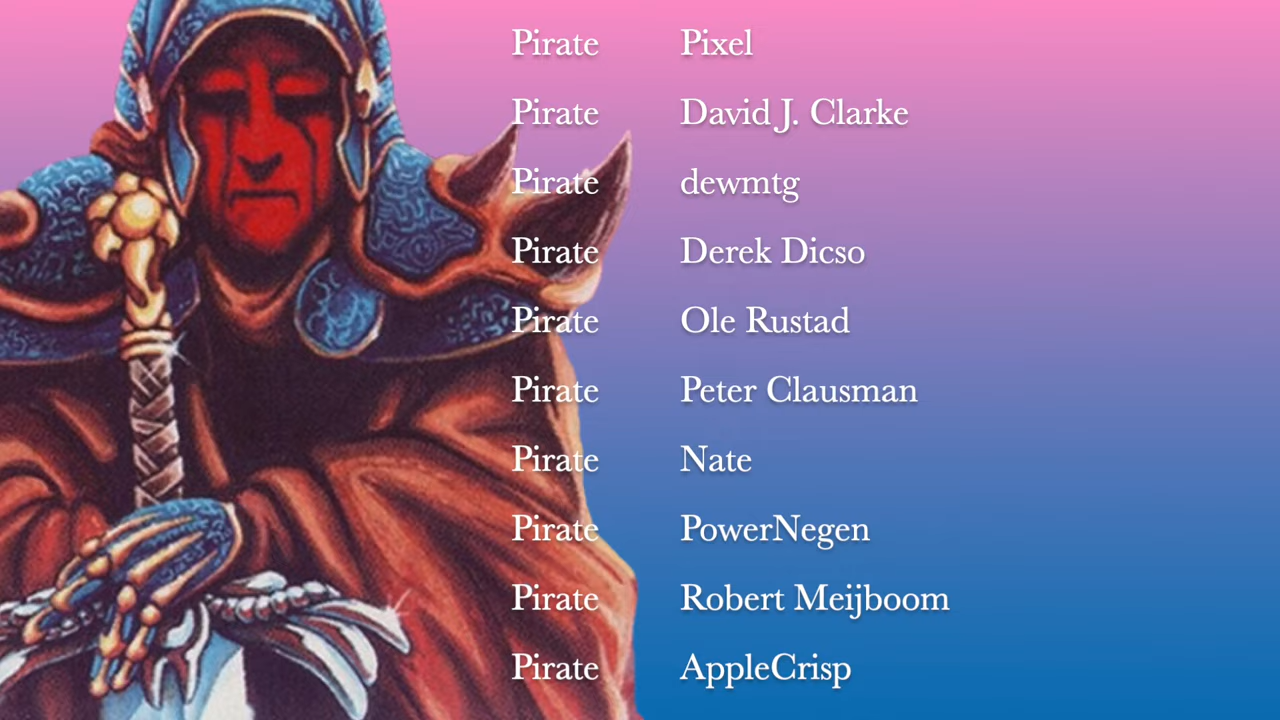 Pirate Pixel
Pirate David J. Clarke
Pirate dewmtg
Pirate Derek Dicso
Pirate Ole Rustad
Pirate Peter Clausman
Pirate Nate
Pirate PowerNegen
Pirate Robert Meijboom
Pirate AppleCrisp